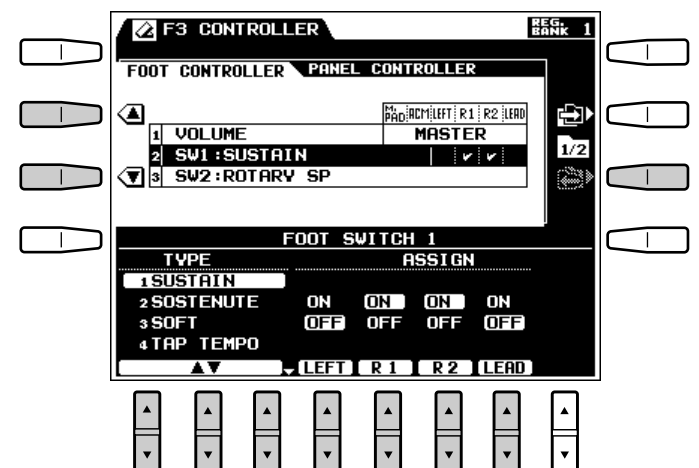 F3 CONTROLLER
REG. BANK 1
FOOT CONTROLLER PANEL CONTROLLER
M. PAD ACM LEFT R1 R2 LEAD
1 VOLUME MASTER
2 SW1:SUSTAIN
3 SW2:ROTARY SP
1/2
FOOT SWITCH 1
TYPE ASSIGN
1 SUSTAIN
2 SOSTENUTE ON ON ON ON
3 SOFT OFF OFF OFF OFF
4 TAP TEMPO
LEFT R1 R2 LEAD